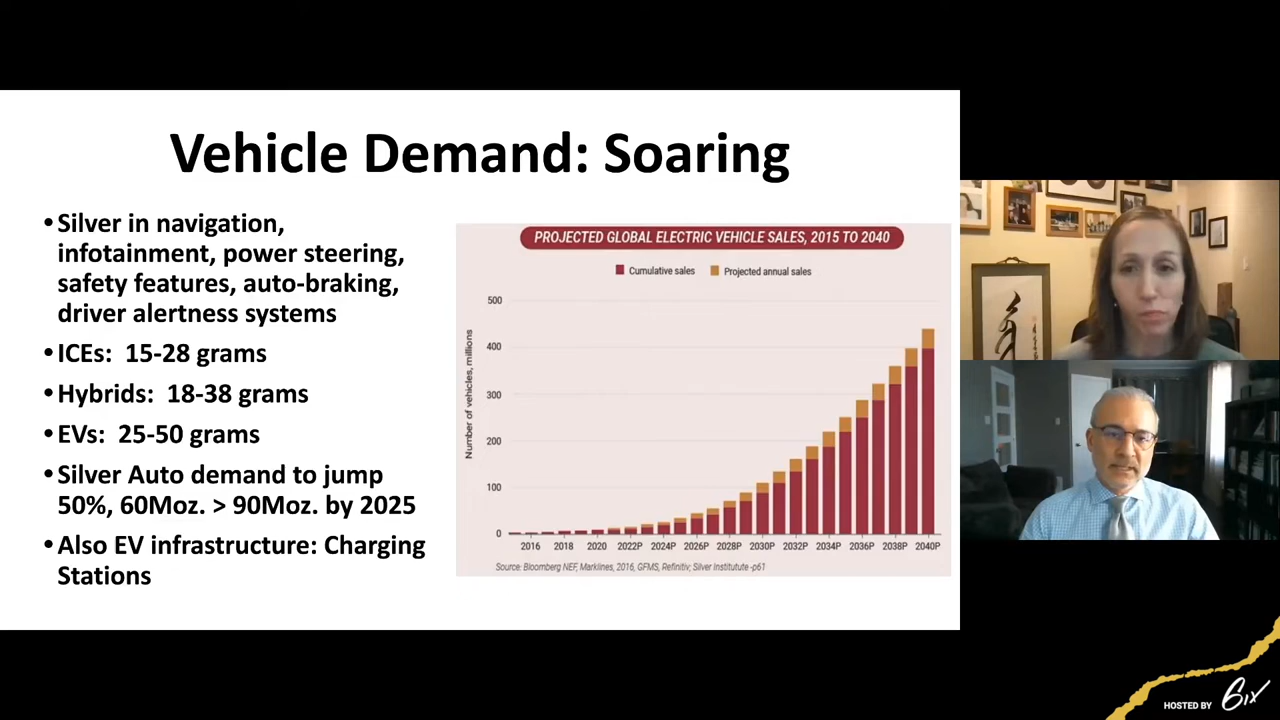 Vehicle Demand: Soaring
•Silver in navigation,
infotainment, power steering,
safety features, auto-braking,
driver alertness systems
•ICEs: 15-28 grams
•Hybrids: 18-38 grams
•EVs: 25-50 grams
•Silver Auto demand to jump
50%, 60Moz. > 90Moz. by 2025
•Also EV infrastructure: Charging
Stations
PROJECTED GLOBAL ELECTRIC VEHICLE SALES, 2015 TO 2040
Cumulative sales Projected annual sales
Number of vehicles, millions
500
400
300
200
100
0
2016 2018 2020 2022P 2024P 2026P 2028P 2030P 2032P 2034P 2036P 2038P 2040P
Source: Bloomberg NEF, Marklines, 2016, GFMS, Refinitiv; Silver Institutute -p61
HOSTED BY 6ix